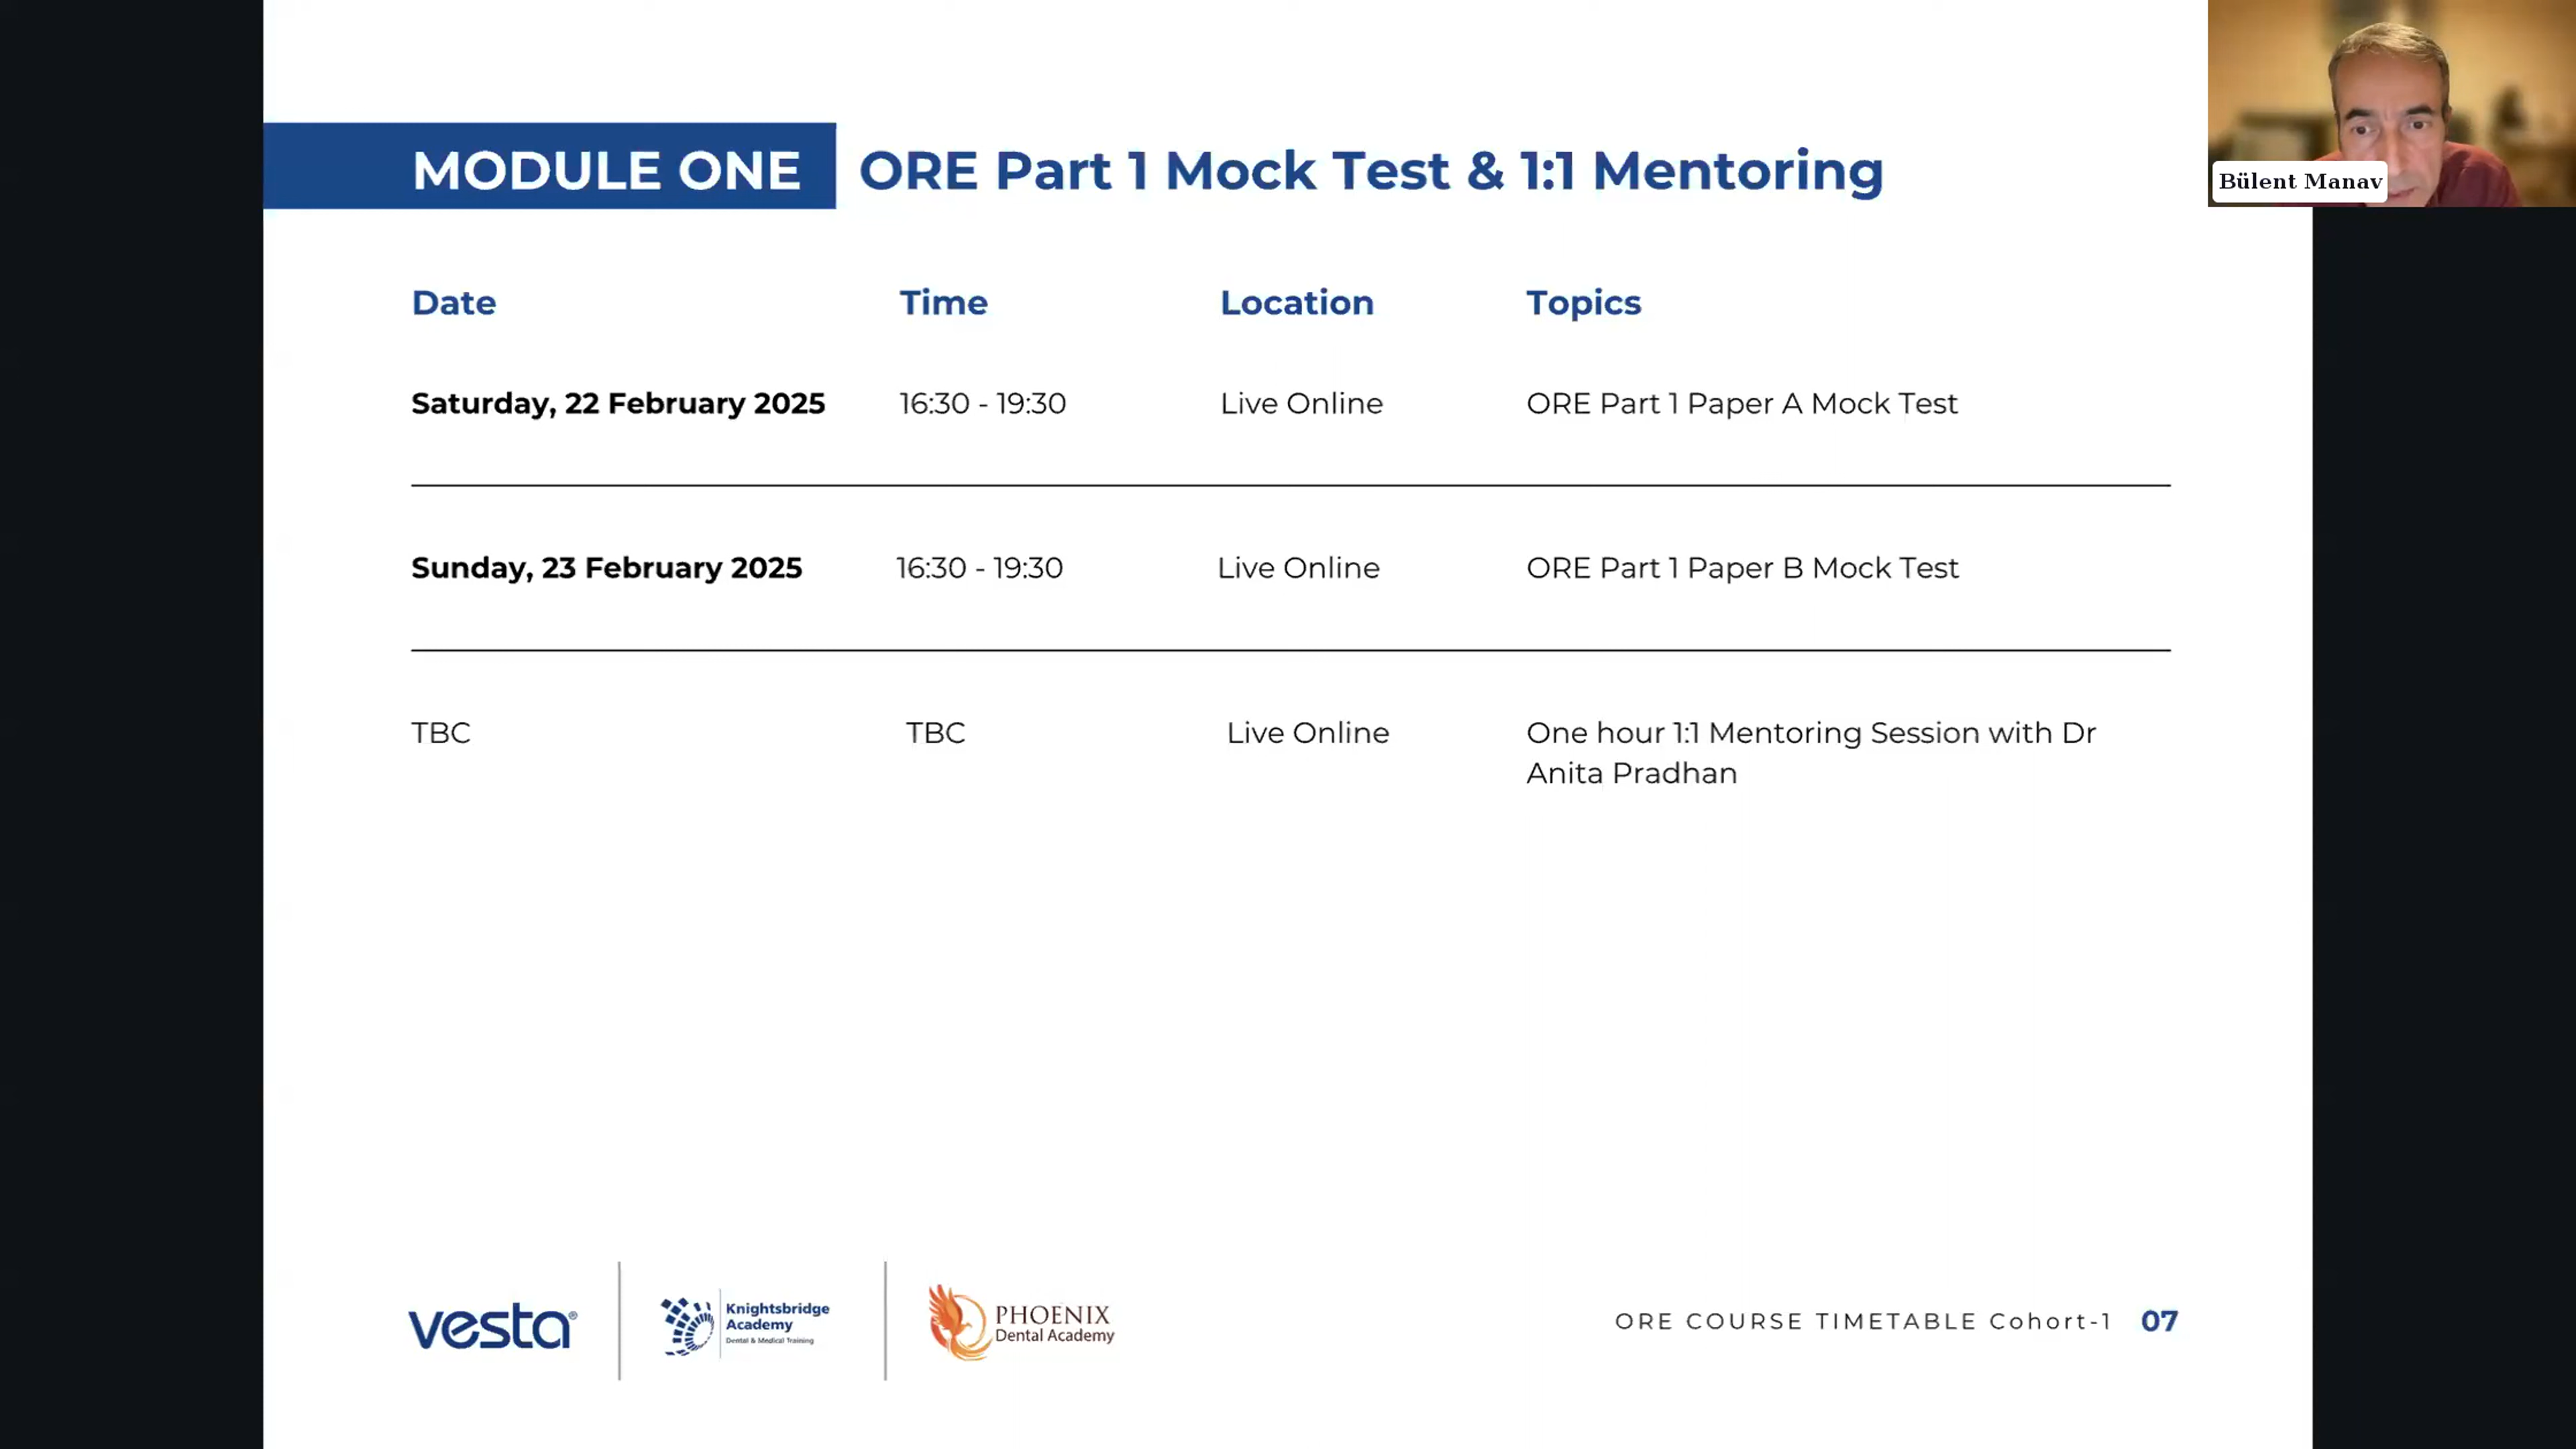 Bülent Manav
MODULE ONE ORE Part 1 Mock Test & 1:1 Mentoring
Date Time Location Topics
Saturday, 22 February 2025 16:30 - 19:30 Live Online ORE Part 1 Paper A Mock Test
Sunday, 23 February 2025 16:30 - 19:30 Live Online ORE Part 1 Paper B Mock Test
TBC TBC Live Online One hour 1:1 Mentoring Session with Dr
Anita Pradhan
vesta®
Knightsbridge
Academy
Dental & Medical Training
PHOENIX
Dental Academy
ORE COURSE TIMETABLE Cohort-1 07